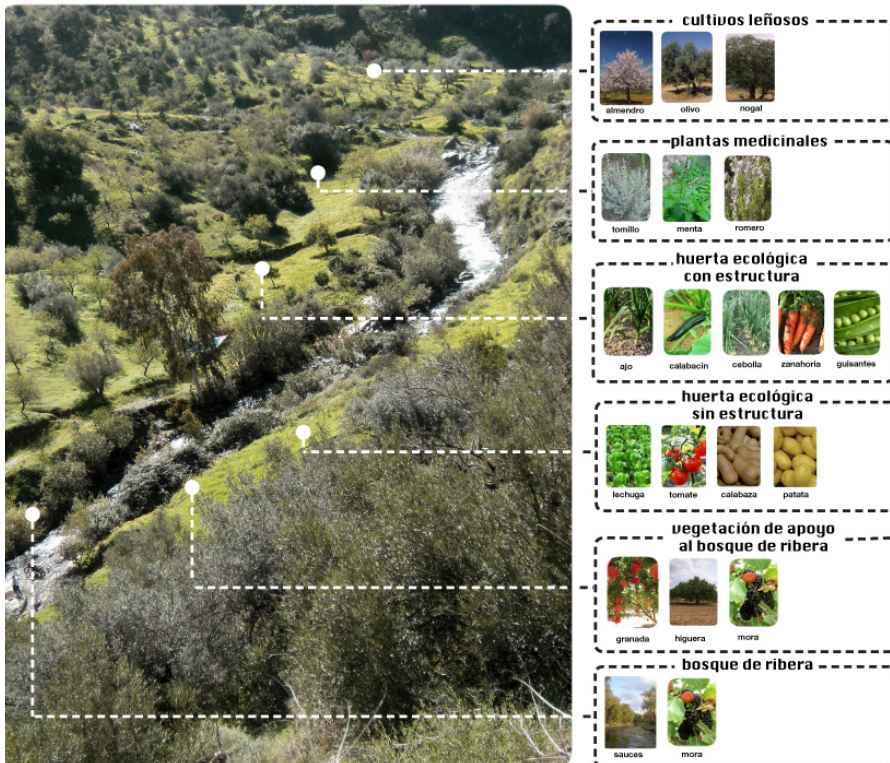 cultivos leñosos
almendro olivo nogal
plantas medicinales
tomillo menta romero
huerta ecológica
con estructura
ajo calabacin cebolla zanahoria guisantes
huerta ecológica
sin estructura
lechuga tomate calabaza patata
vegetación de apoyo
al bosque de ribera
granada higuera mora
bosque de ribera
sauces mora